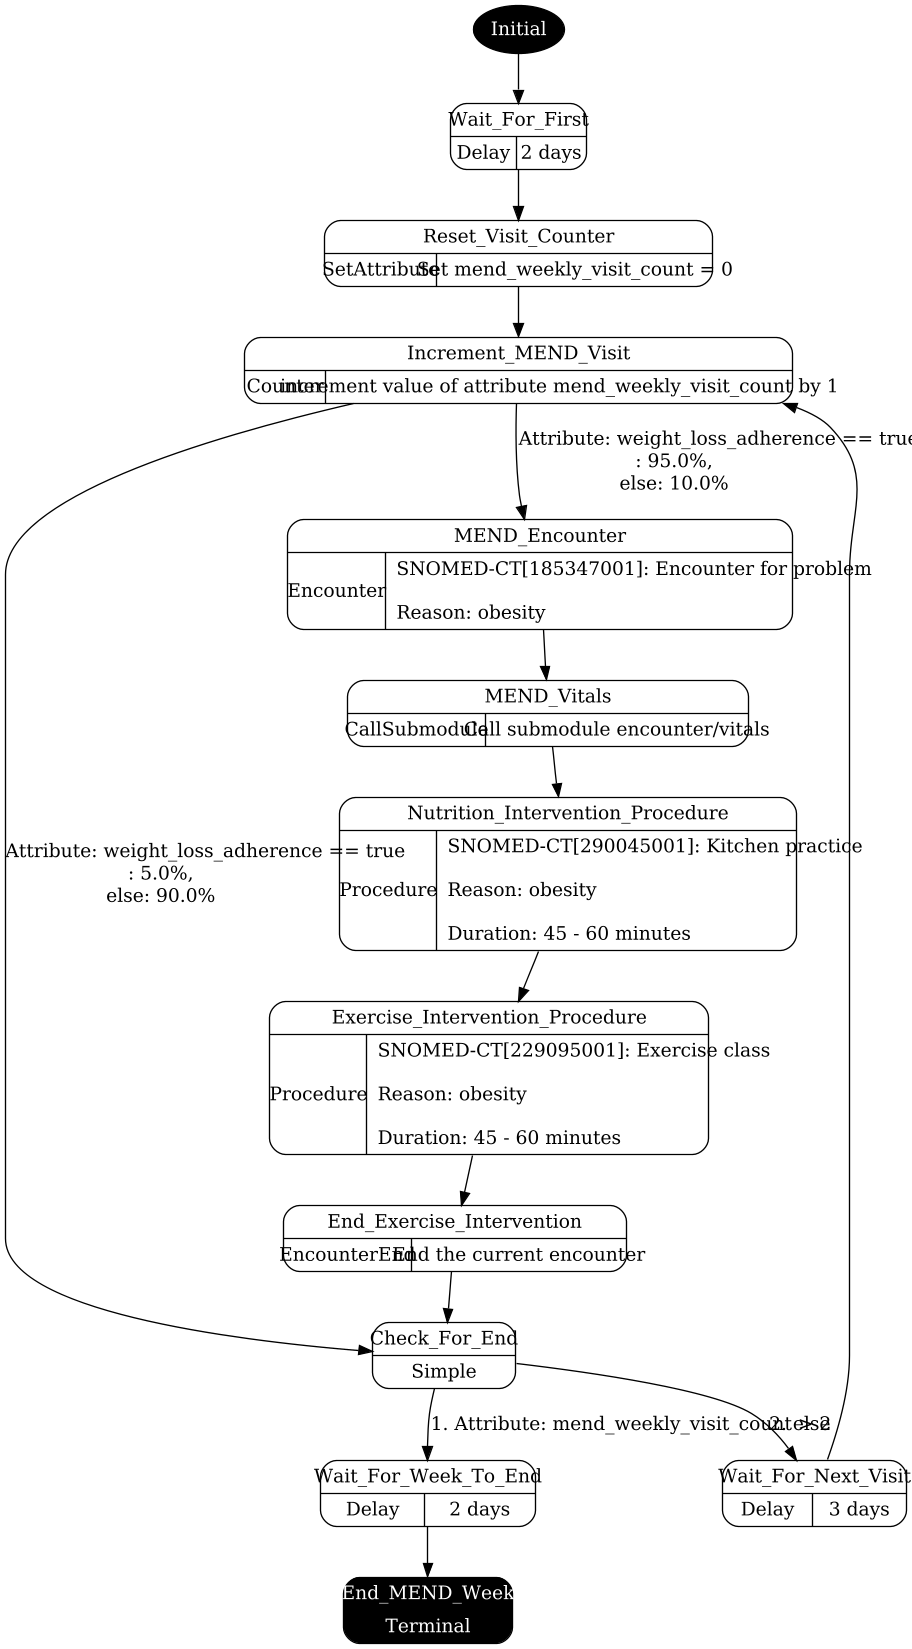 Initial
Wait_For_First
Delay 2 days
Reset_Visit_Counter
SetAttribute Set mend_weekly_visit_count = 0
Increment_MEND_Visit
Counter increment value of attribute mend_weekly_visit_count by 1
Attribute: weight_loss_adherence == true
: 95.0%,
else: 10.0%
MEND_Encounter
Encounter
SNOMED-CT[185347001]: Encounter for problem
Reason: obesity
MEND_Vitals
CallSubmodule Call submodule encounter/vitals
Nutrition_Intervention_Procedure
Procedure
SNOMED-CT[290045001]: Kitchen practice
Reason: obesity
Duration: 45 - 60 minutes
Attribute: weight_loss_adherence == true
: 5.0%,
else: 90.0%
Exercise_Intervention_Procedure
Procedure
SNOMED-CT[229095001]: Exercise class
Reason: obesity
Duration: 45 - 60 minutes
End_Exercise_Intervention
EncounterEnd End the current encounter
Check_For_End
Simple
1. Attribute: mend_weekly_visit_count > 2
2. else
Wait_For_Week_To_End
Delay 2 days
Wait_For_Next_Visit
Delay 3 days
End_MEND_Week
Terminal